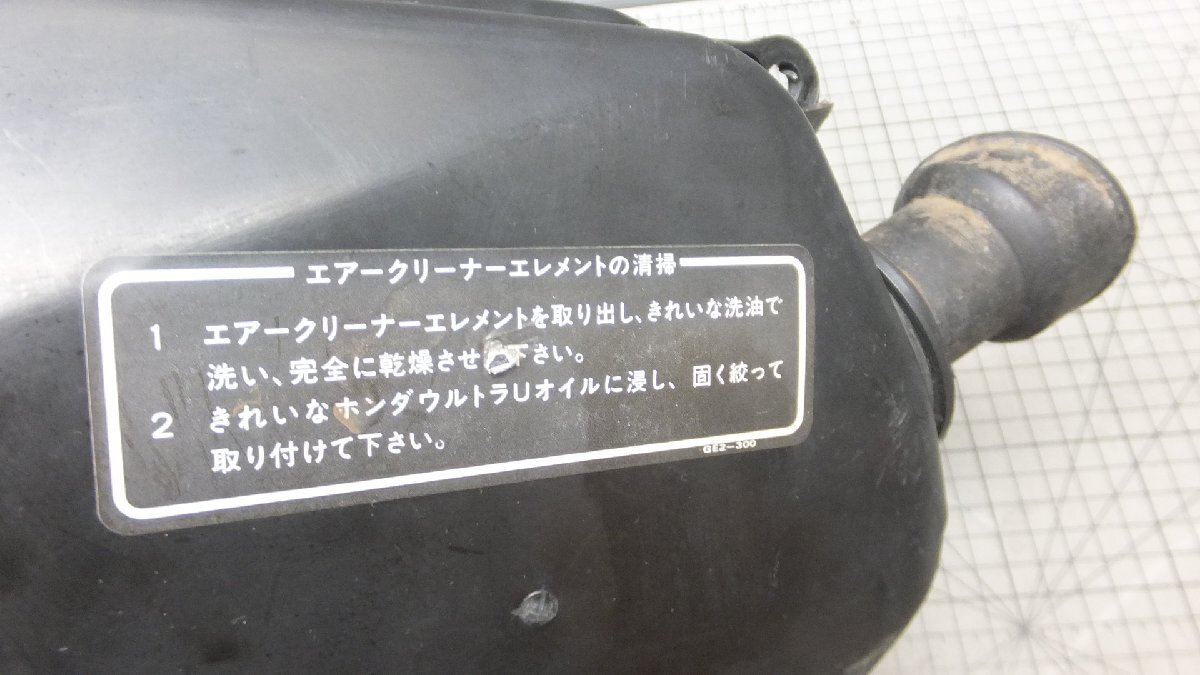 エアークリーナーエレメントの清掃
1 エアークリーナーエレメントを取り出し、きれいな洗油で
洗い、完全に乾燥させ下さい。
2 きれいなホンダウルトラUオイルに浸し、固く絞って
取り付けて下さい。
GE2-300